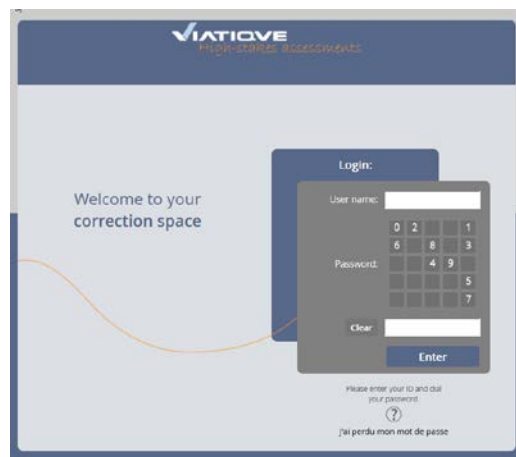 VIATIQUE
High-stakes assessments
Welcome to your
correction space
Login:
User name:
0 2 1
6 8 3
Password: 4 9
5
7
Clear
Enter
Please enter your ID and dial
your password
?
J'ai perdu mon mot de passe